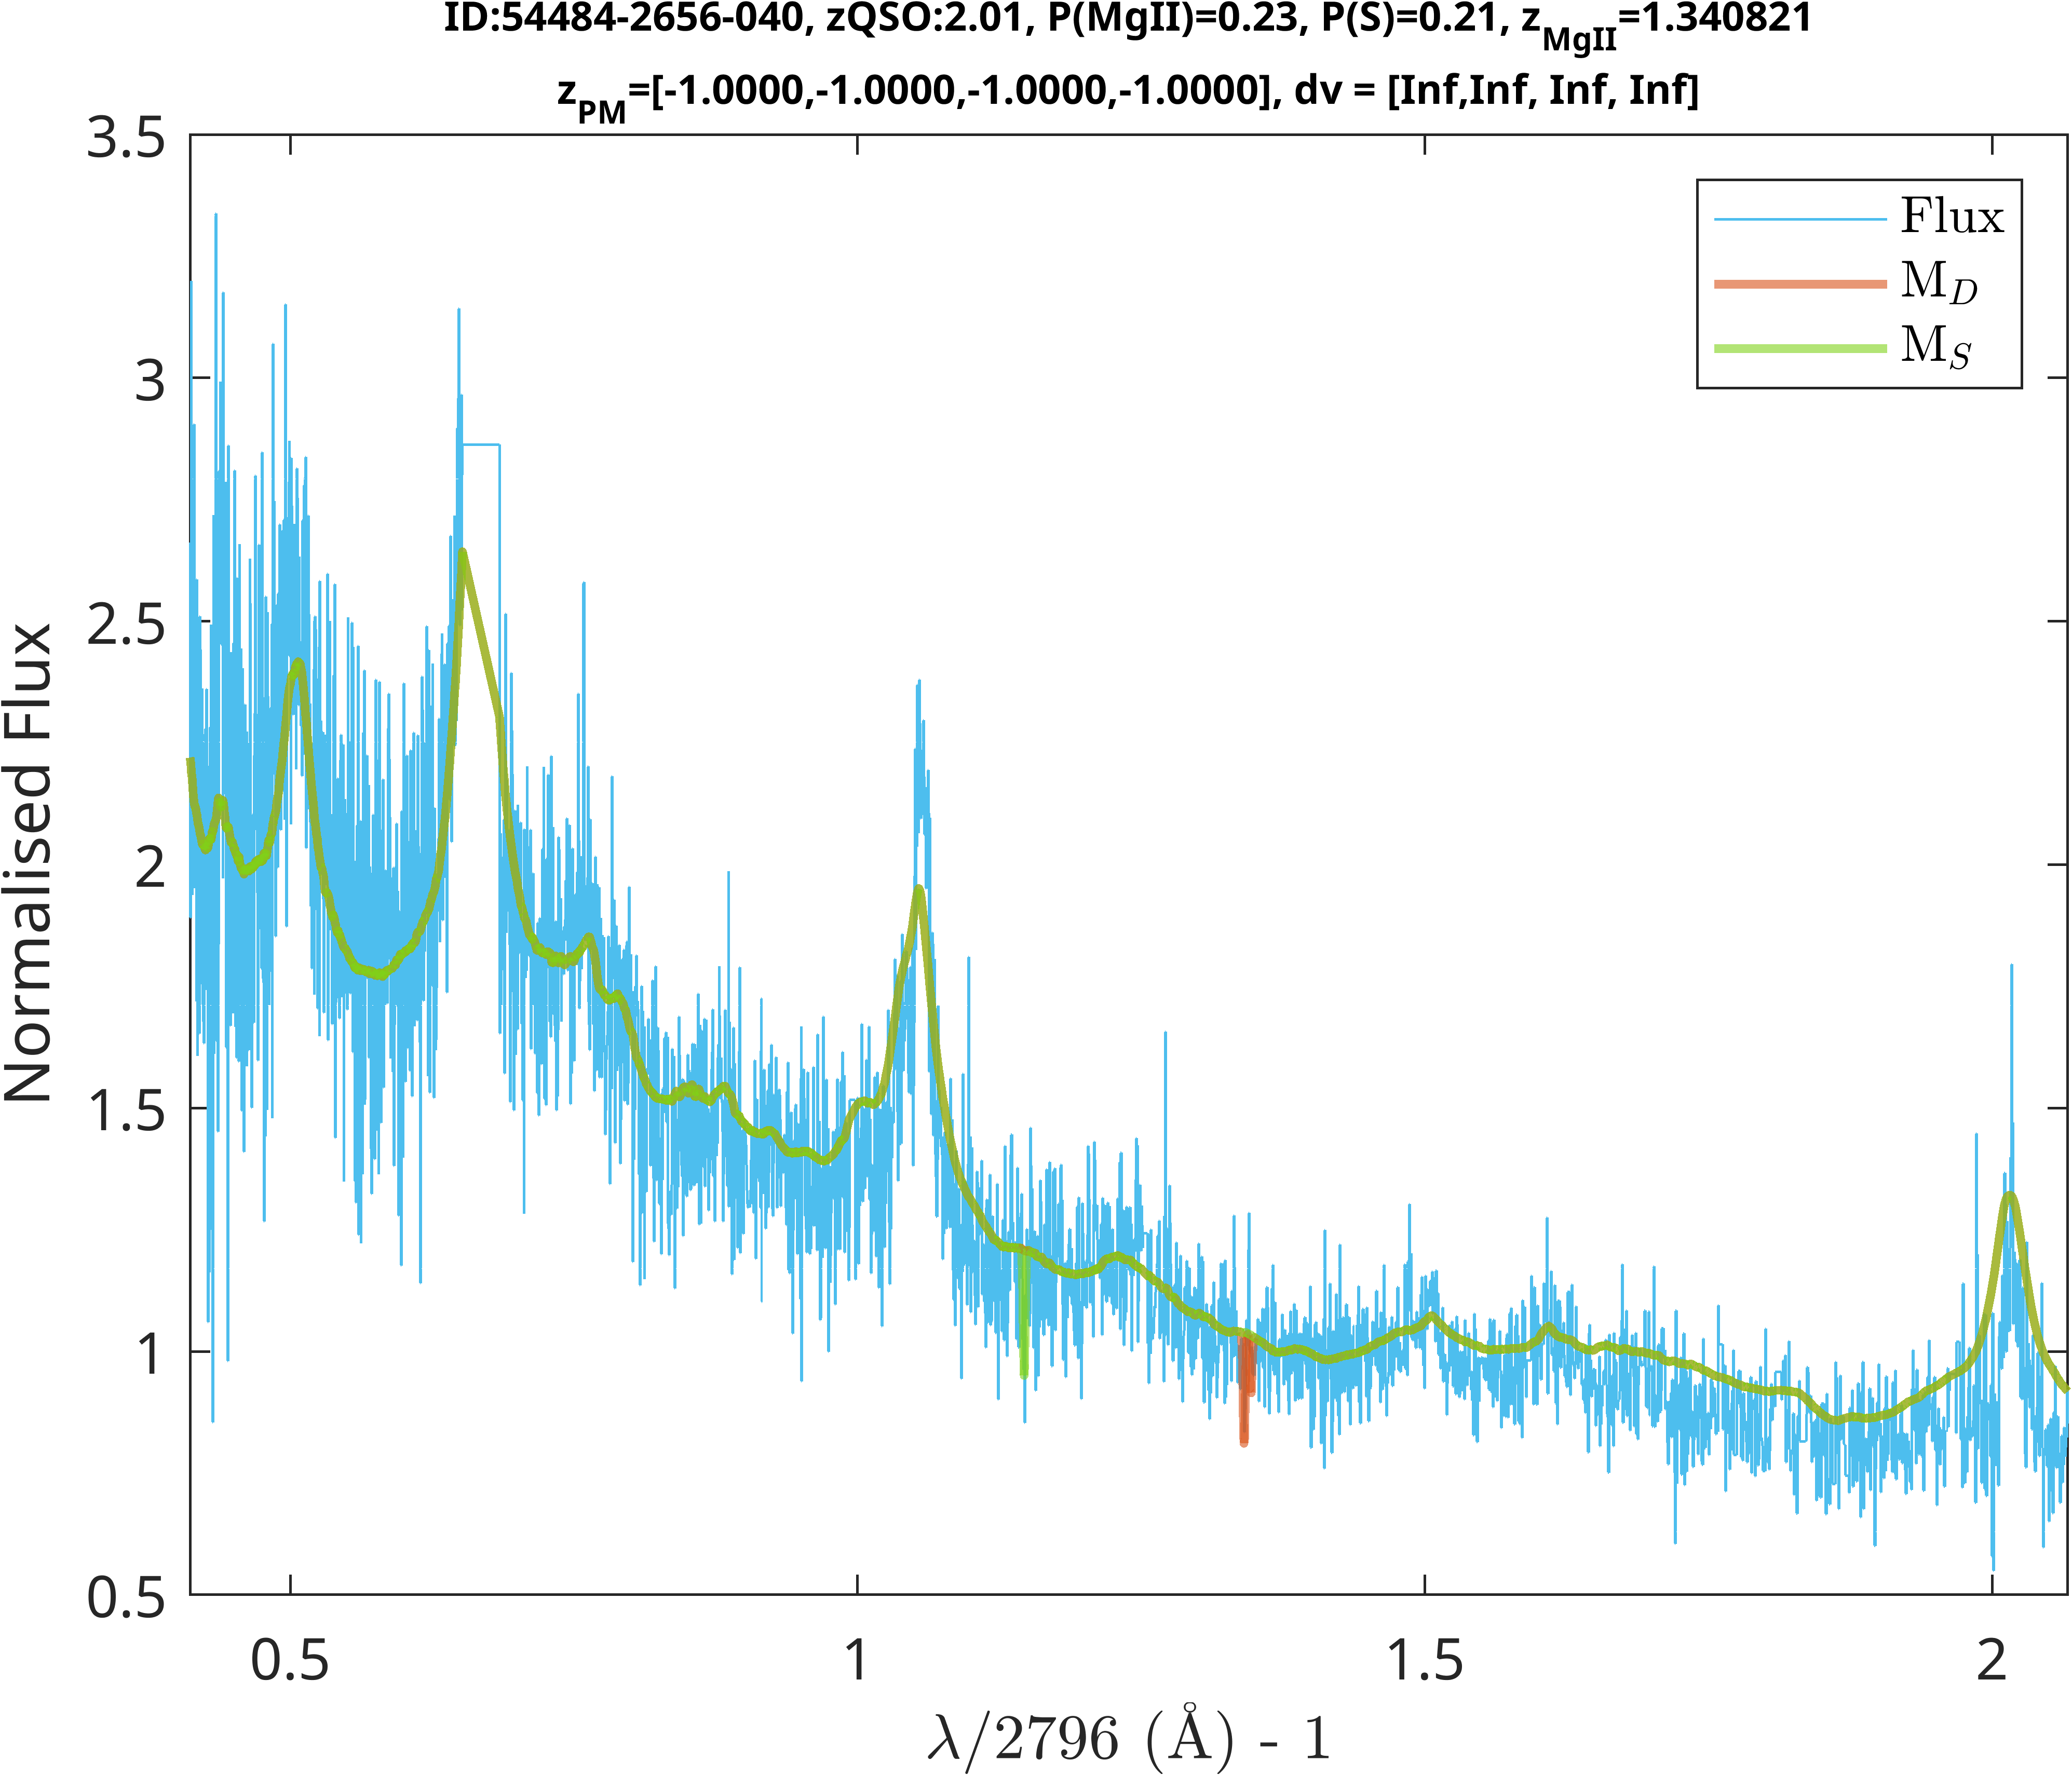 ID:54484-2656-040, zQSO:2.01, P(MgII)=0.23, P(S)=0.21, zMgII=1.340821
zPM=[-1.0000,-1.0000,-1.0000,-1.0000], dv = [Inf,Inf, Inf, Inf]
3.5
3
2.5
2
1.5
1
0.5
Normalised Flux
Flux
MD
MS
0.5
1
1.5
2
λ/2796 (Å) - 1